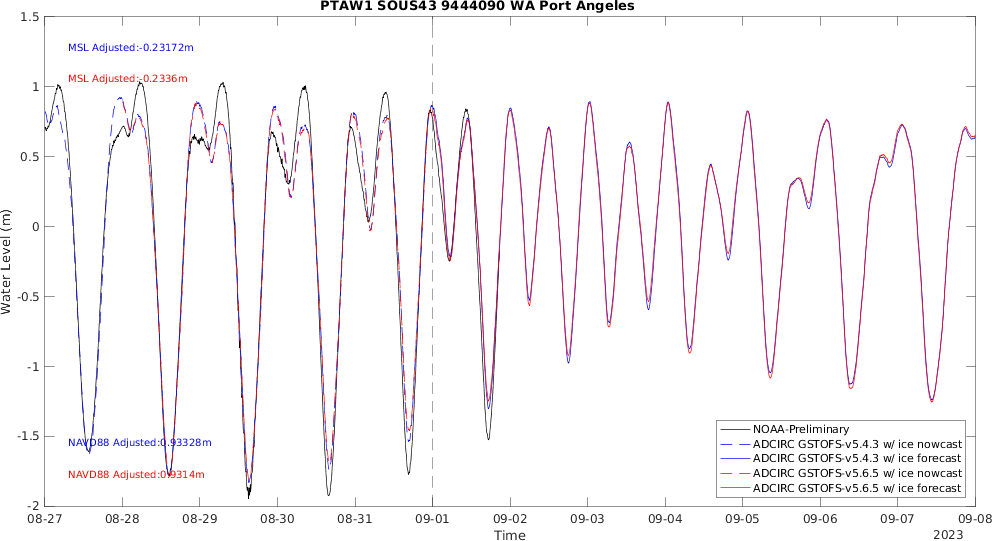 PTAW1 SOUS43 9444090 WA Port Angeles
1.5
1
0.5
0
-0.5
-1
-1.5
-2
Water Level (m)
MSL Adjusted:-0.23172m
MSL Adjusted:-0.2336m
NAVD88 Adjusted:0.93328m
NAVD88 Adjusted:0.9314m
NOAA-Preliminary
ADCIRC GSTOFS-v5.4.3 w/ ice nowcast
ADCIRC GSTOFS-v5.4.3 w/ ice forecast
ADCIRC GSTOFS-v5.6.5 w/ ice nowcast
ADCIRC GSTOFS-v5.6.5 w/ ice forecast
08-27 08-28 08-29 08-30 08-31 09-01 09-02 09-03 09-04 09-05 09-06 09-07 09-08
Time
2023